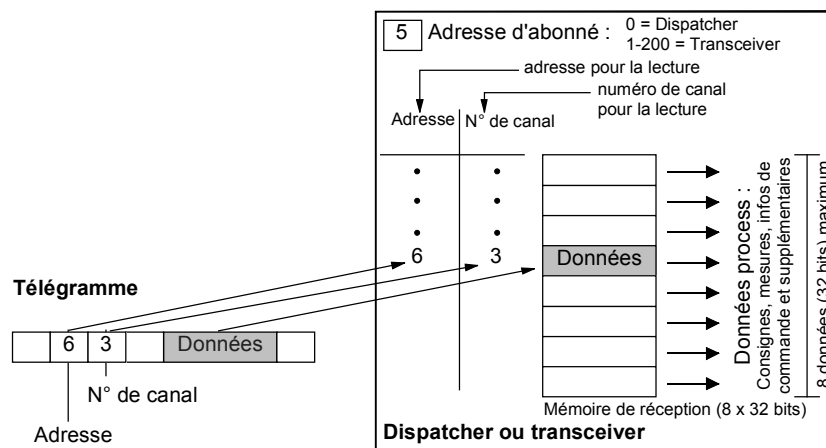 5 Adresse d'abonné : 0 = Dispatcher
1-200 = Transceiver
adresse pour la lecture
numéro de canal
pour la lecture
Adresse N° de canal
6 3 Données
Données process :
Consignes, mesures, infos de
commande et supplémentaires
8 données (32 bits) maximum
Télégramme
6 3 Données
N° de canal
Adresse
Mémoire de réception (8 x 32 bits)
Dispatcher ou transceiver